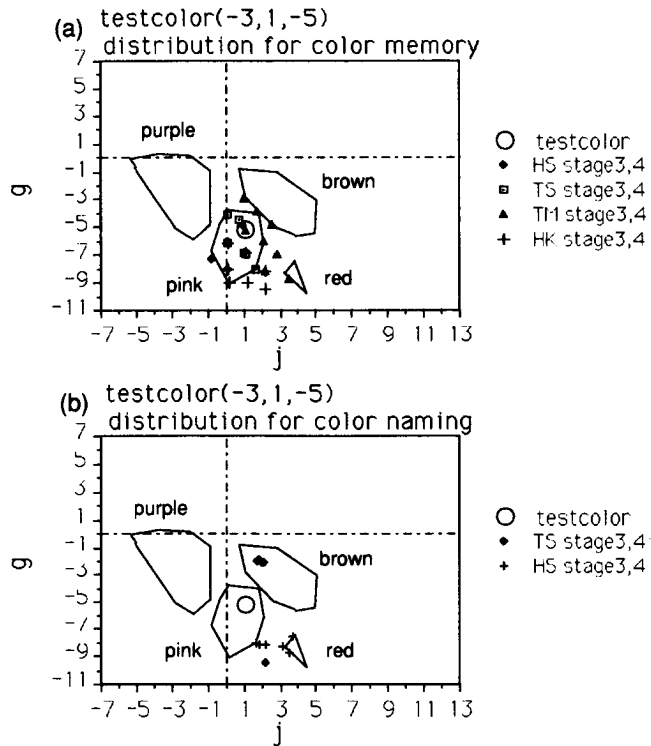 (a) testcolor(-3,1,-5)
distribution for color memory
7
5
3
1
-1
-3
-5
-7
-9
-11
g
purple
brown
pink
red
-7 -5 -3 -1 1 3 5 7 9 11 13
j
testcolor
HS stage3,4
TS stage3,4
TM stage3,4
HK stage3,4
(b) testcolor(-3,1,-5)
distribution for color naming
7
5
3
1
-1
-3
-5
-7
-9
-11
g
purple
brown
pink
red
-7 -5 -3 -1 1 3 5 7 9 11 13
j
testcolor
TS stage3,4
HS stage3,4